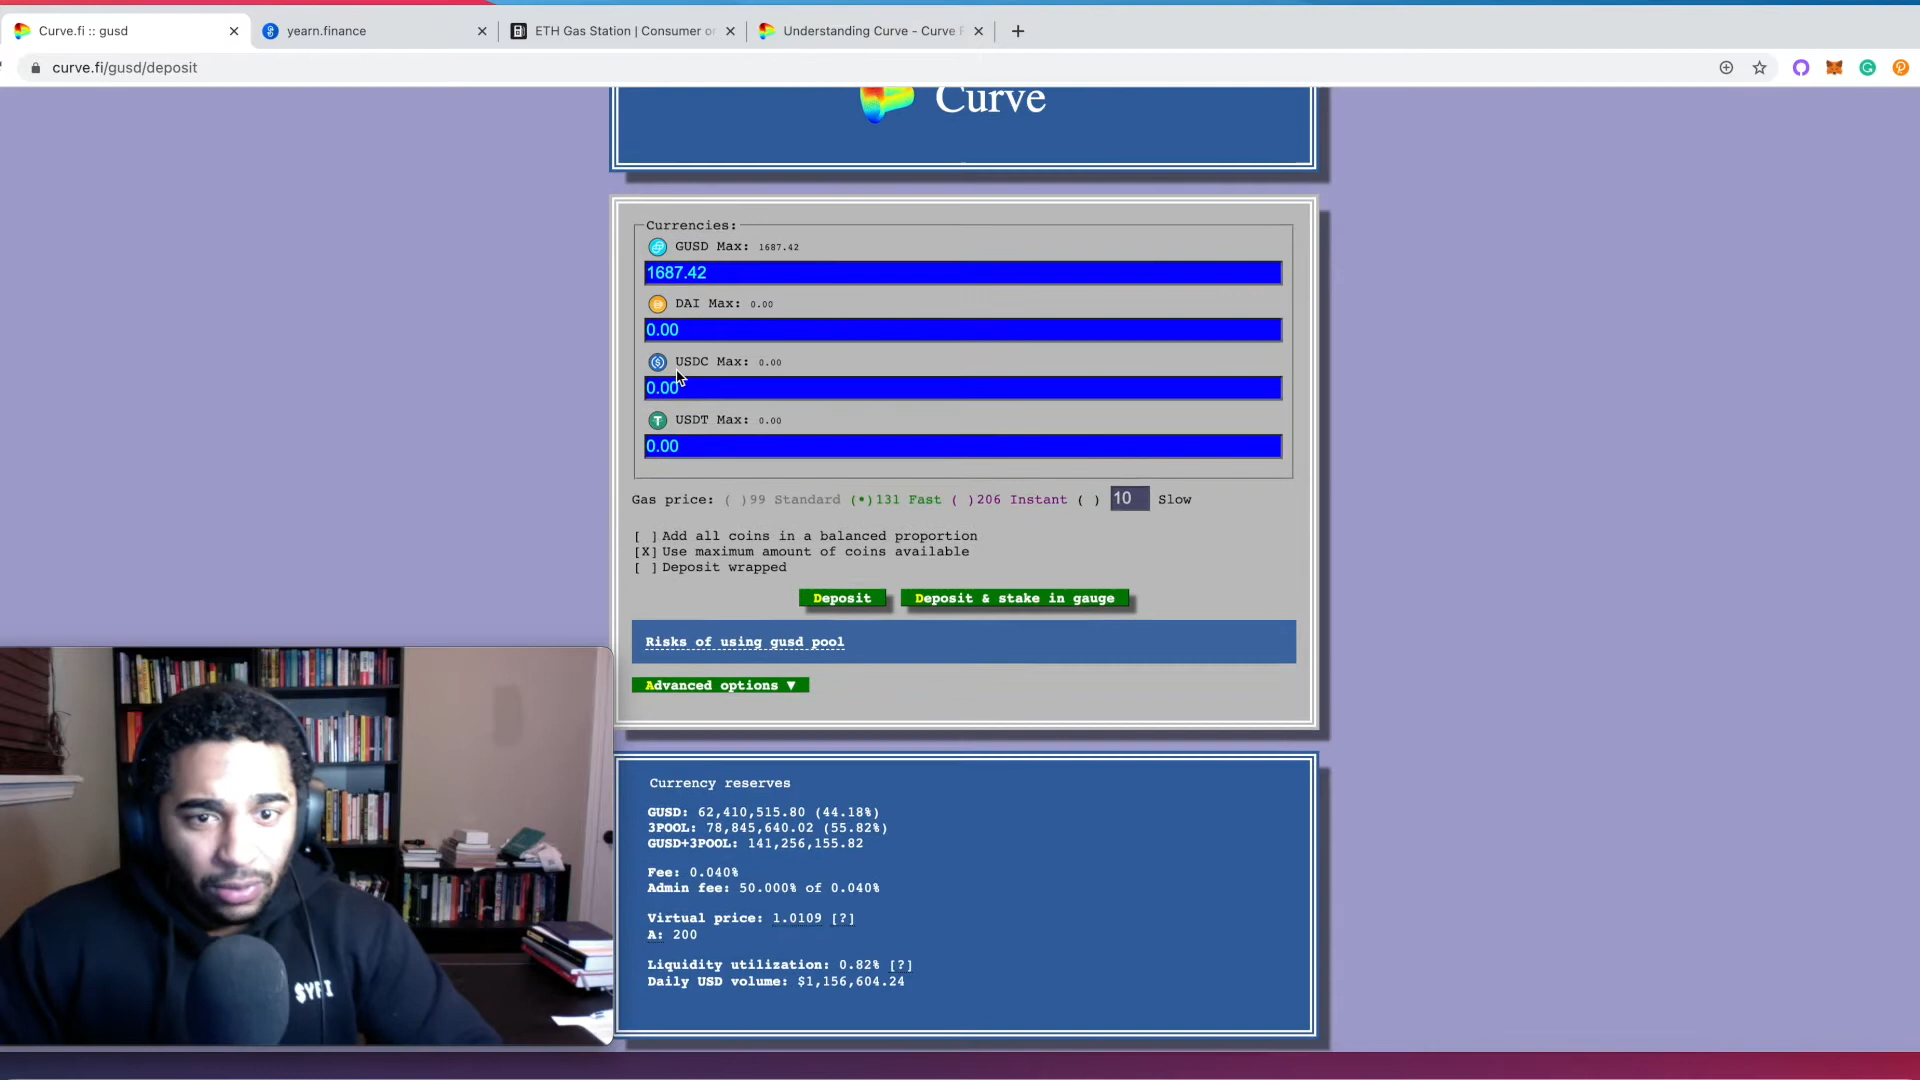 Curve.fi :: gusd
yearn.finance
ETH Gas Station | Consumer o
Understanding Curve - Curve F
curve.fi/gusd/deposit
Curve
Currencies:
GUSD Max: 1687.42
1687.42
DAI Max: 0.00
0.00
USDC Max: 0.00
0.00
USDT Max: 0.00
0.00
Gas price: ( )99 Standard (•)131 Fast ( )206 Instant ( ) 10 Slow
[ ] Add all coins in a balanced proportion
[X] Use maximum amount of coins available
[ ] Deposit wrapped
Deposit Deposit & stake in gauge
Risks of using gusd pool
Advanced options ▼
Currency reserves
GUSD: 62,410,515.80 (44.18%)
3POOL: 78,845,640.02 (55.82%)
GUSD+3POOL: 141,256,155.82
Fee: 0.040%
Admin fee: 50.000% of 0.040%
Virtual price: 1.0109 [?]
A: 200
Liquidity utilization: 0.82% [?]
Daily USD volume: $1,156,604.24
$YFI